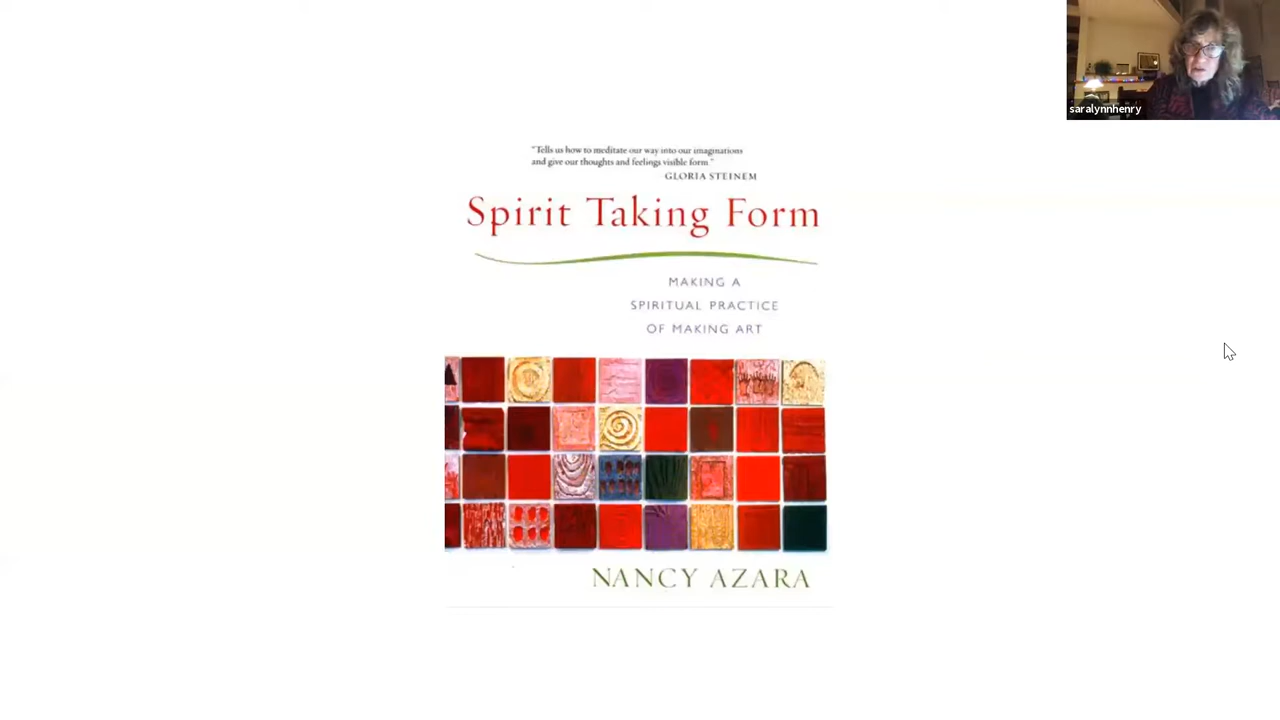 saralynnhenry
"Tells us how to meditate our way into our imaginations
and give our thoughts and feelings visible form"
GLORIA STEINEM
Spirit Taking Form
MAKING A
SPIRITUAL PRACTICE
OF MAKING ART
NANCY AZARA